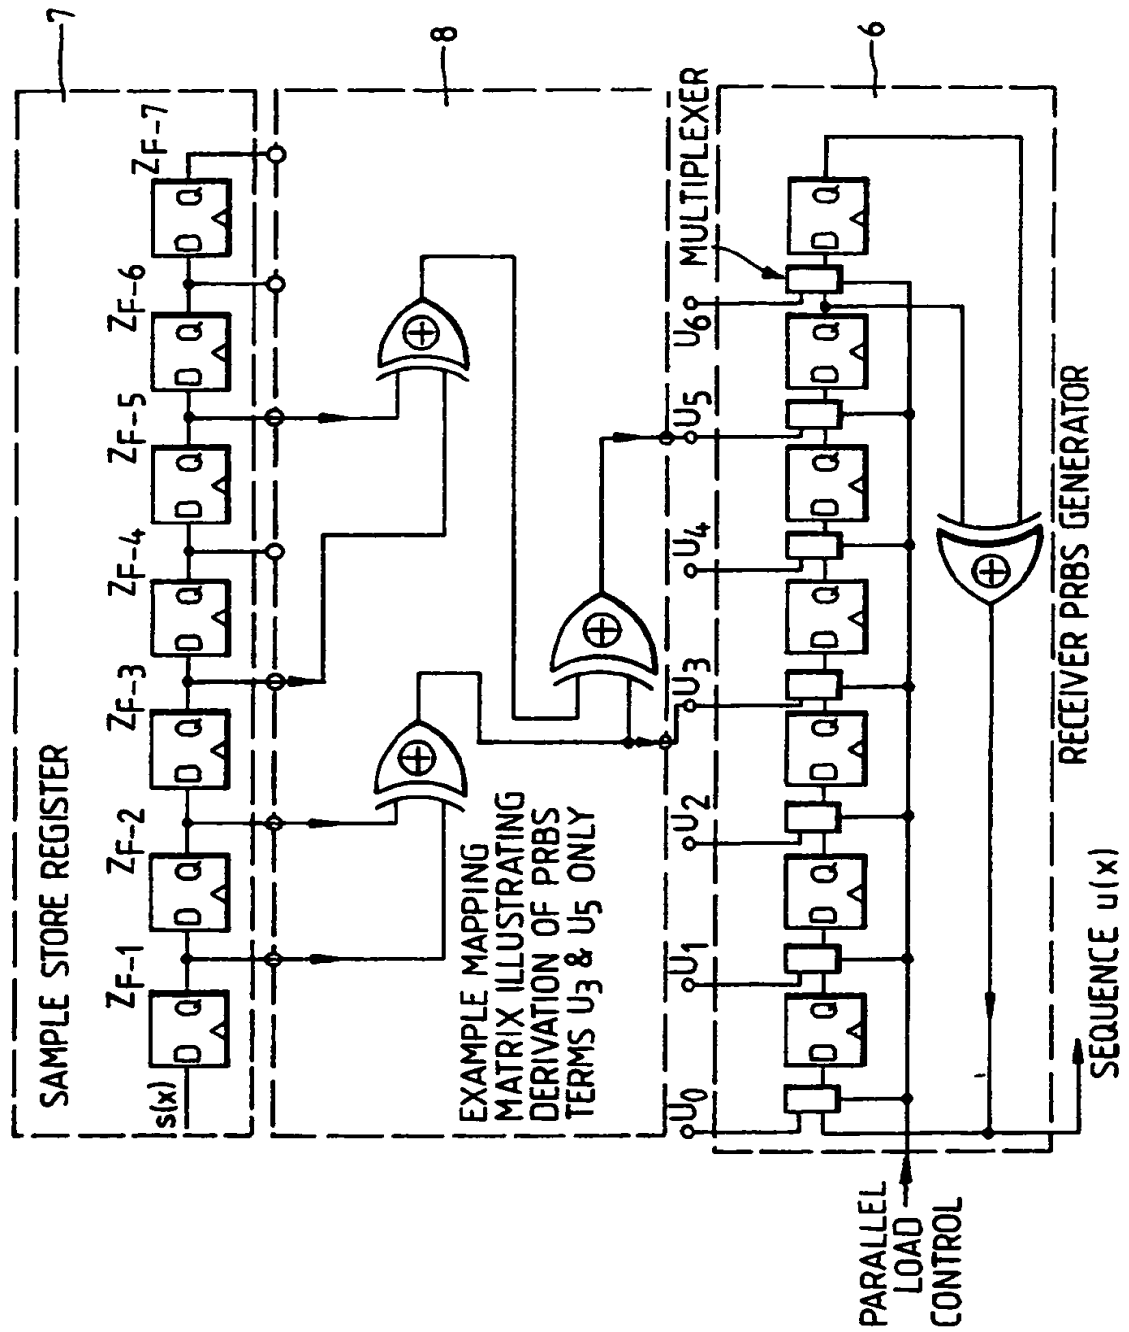 7
SAMPLE STORE REGISTER
s(x)
ZF-1
ZF-2
ZF-3
ZF-4
ZF-5
ZF-6
ZF-7
D Q
D Q
D Q
D Q
D Q
D Q
D Q
8
EXAMPLE MAPPING
MATRIX ILLUSTRATING
DERIVATION OF PRBS
TERMS U3 & U5 ONLY
U0
U1
U2
U3
U4
U5
U6
MULTIPLEXER
6
D Q
D Q
D Q
D Q
D Q
D Q
D Q
PARALLEL
LOAD
CONTROL
RECEIVER PRBS GENERATOR
SEQUENCE u(x)